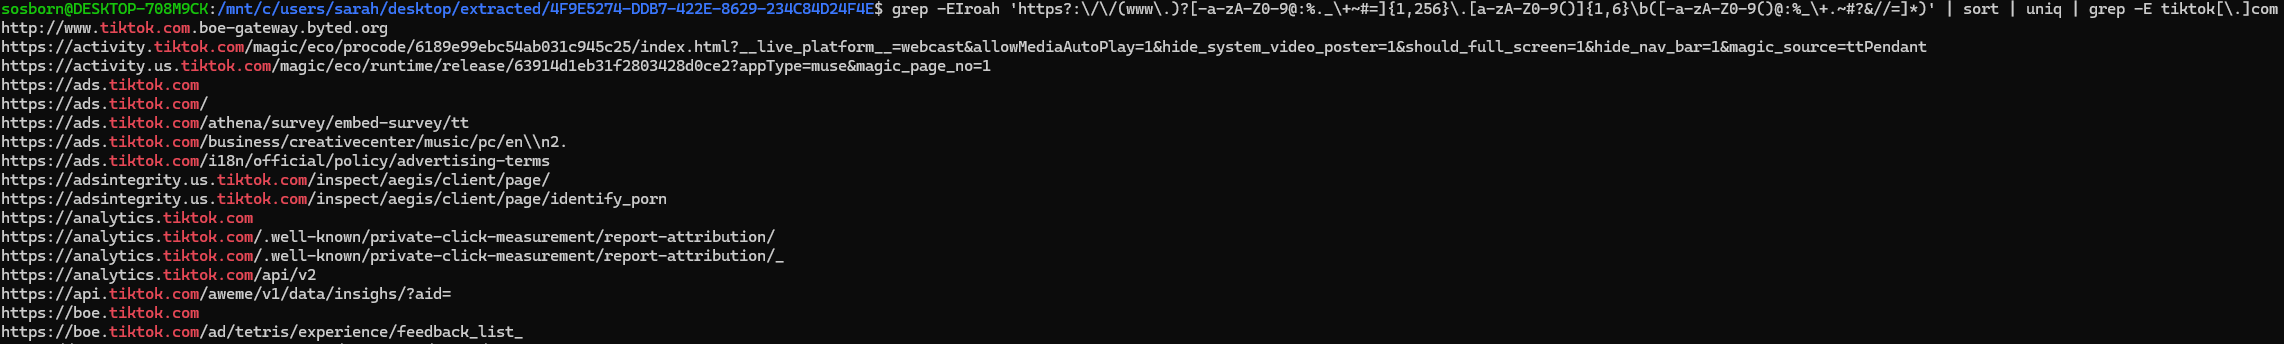 sosborn@DESKTOP-708M9CK:/mnt/c/users/sarah/desktop/extracted/4F9E5274-DDB7-422E-8629-234C84D24F4E$ grep -EIroah 'https?:\/\/(www\.)?[-a-zA-Z0-9@:%._\+~#=]{1,256}\.[a-zA-Z0-9()]{1,6}\b([-a-zA-Z0-9()@:%_\+.~#?&//=]*)' | sort | uniq | grep -E tiktok[\.]com
http://www.tiktok.com.boe-gateway.byted.org
https://activity.tiktok.com/magic/eco/procode/6189e99ebc54ab031c945c25/index.html?__live_platform__=webcast&allowMediaAutoPlay=1&hide_system_video_poster=1&should_full_screen=1&hide_nav_bar=1&magic_source=ttPendant
https://activity.us.tiktok.com/magic/eco/runtime/release/63914d1eb31f2803428d0ce2?appType=muse&magic_page_no=1
https://ads.tiktok.com
https://ads.tiktok.com/
https://ads.tiktok.com/athena/survey/embed-survey/tt
https://ads.tiktok.com/business/creativecenter/music/pc/en\\n2.
https://ads.tiktok.com/i18n/official/policy/advertising-terms
https://adsintegrity.us.tiktok.com/inspect/aegis/client/page/
https://adsintegrity.us.tiktok.com/inspect/aegis/client/page/identify_porn
https://analytics.tiktok.com
https://analytics.tiktok.com/.well-known/private-click-measurement/report-attribution/
https://analytics.tiktok.com/.well-known/private-click-measurement/report-attribution/_
https://analytics.tiktok.com/api/v2
https://api.tiktok.com/aweme/v1/data/insighs/?aid=
https://boe.tiktok.com
https://boe.tiktok.com/ad/tetris/experience/feedback_list_